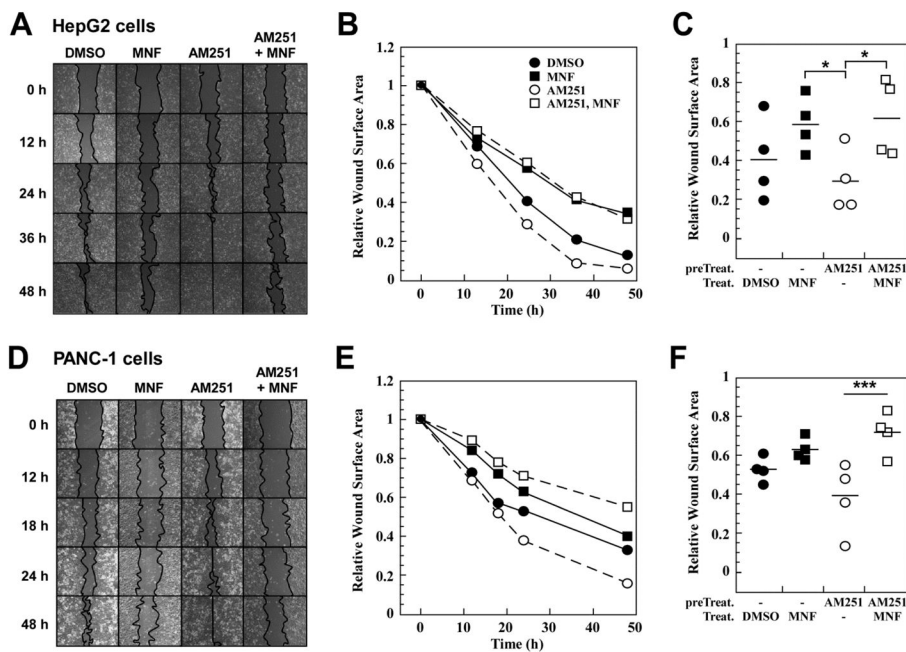 A HepG2 cells
DMSO MNF AM251 AM251 + MNF
0 h
12 h
24 h
36 h
48 h
B
Relative Wound Surface Area
1.2
1
0.8
0.6
0.4
0.2
0
0 10 20 30 40 50
Time (h)
DMSO
MNF
AM251
AM251, MNF
C
Relative Wound Surface Area
1
0.8
0.6
0.4
0.2
0
* *
preTreat. - - AM251 AM251
Treat. DMSO MNF - MNF
D PANC-1 cells
DMSO MNF AM251 AM251 + MNF
0 h
12 h
18 h
24 h
48 h
E
Relative Wound Surface Area
1.2
1
0.8
0.6
0.4
0.2
0
0 10 20 30 40 50
Time (h)
F
Relative Wound Surface Area
1
0.8
0.6
0.4
0.2
0
***
preTreat. - - AM251 AM251
Treat. DMSO MNF - MNF